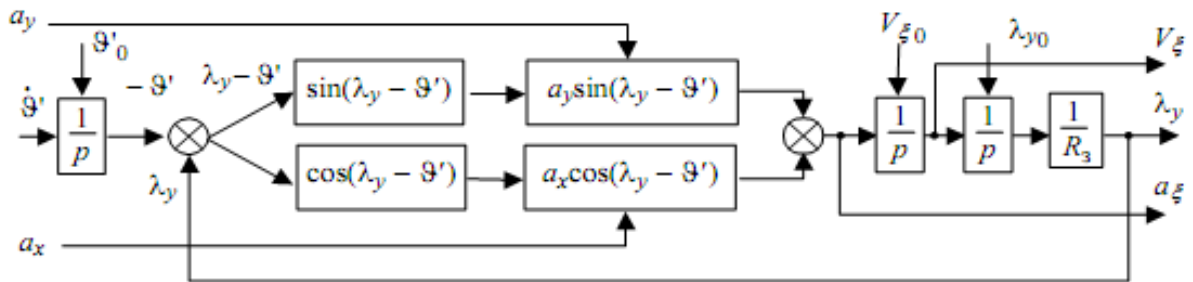 a_y
ϑ'_0
ϑ̇'
1/p
− ϑ'
λ_y − ϑ'
λ_y
sin(λ_y − ϑ')
a_y sin(λ_y − ϑ')
cos(λ_y − ϑ')
a_x cos(λ_y − ϑ')
a_x
V_ξ0
λ_y0
1/p
1/p
1/R_з
V_ξ
λ_y
a_ξ